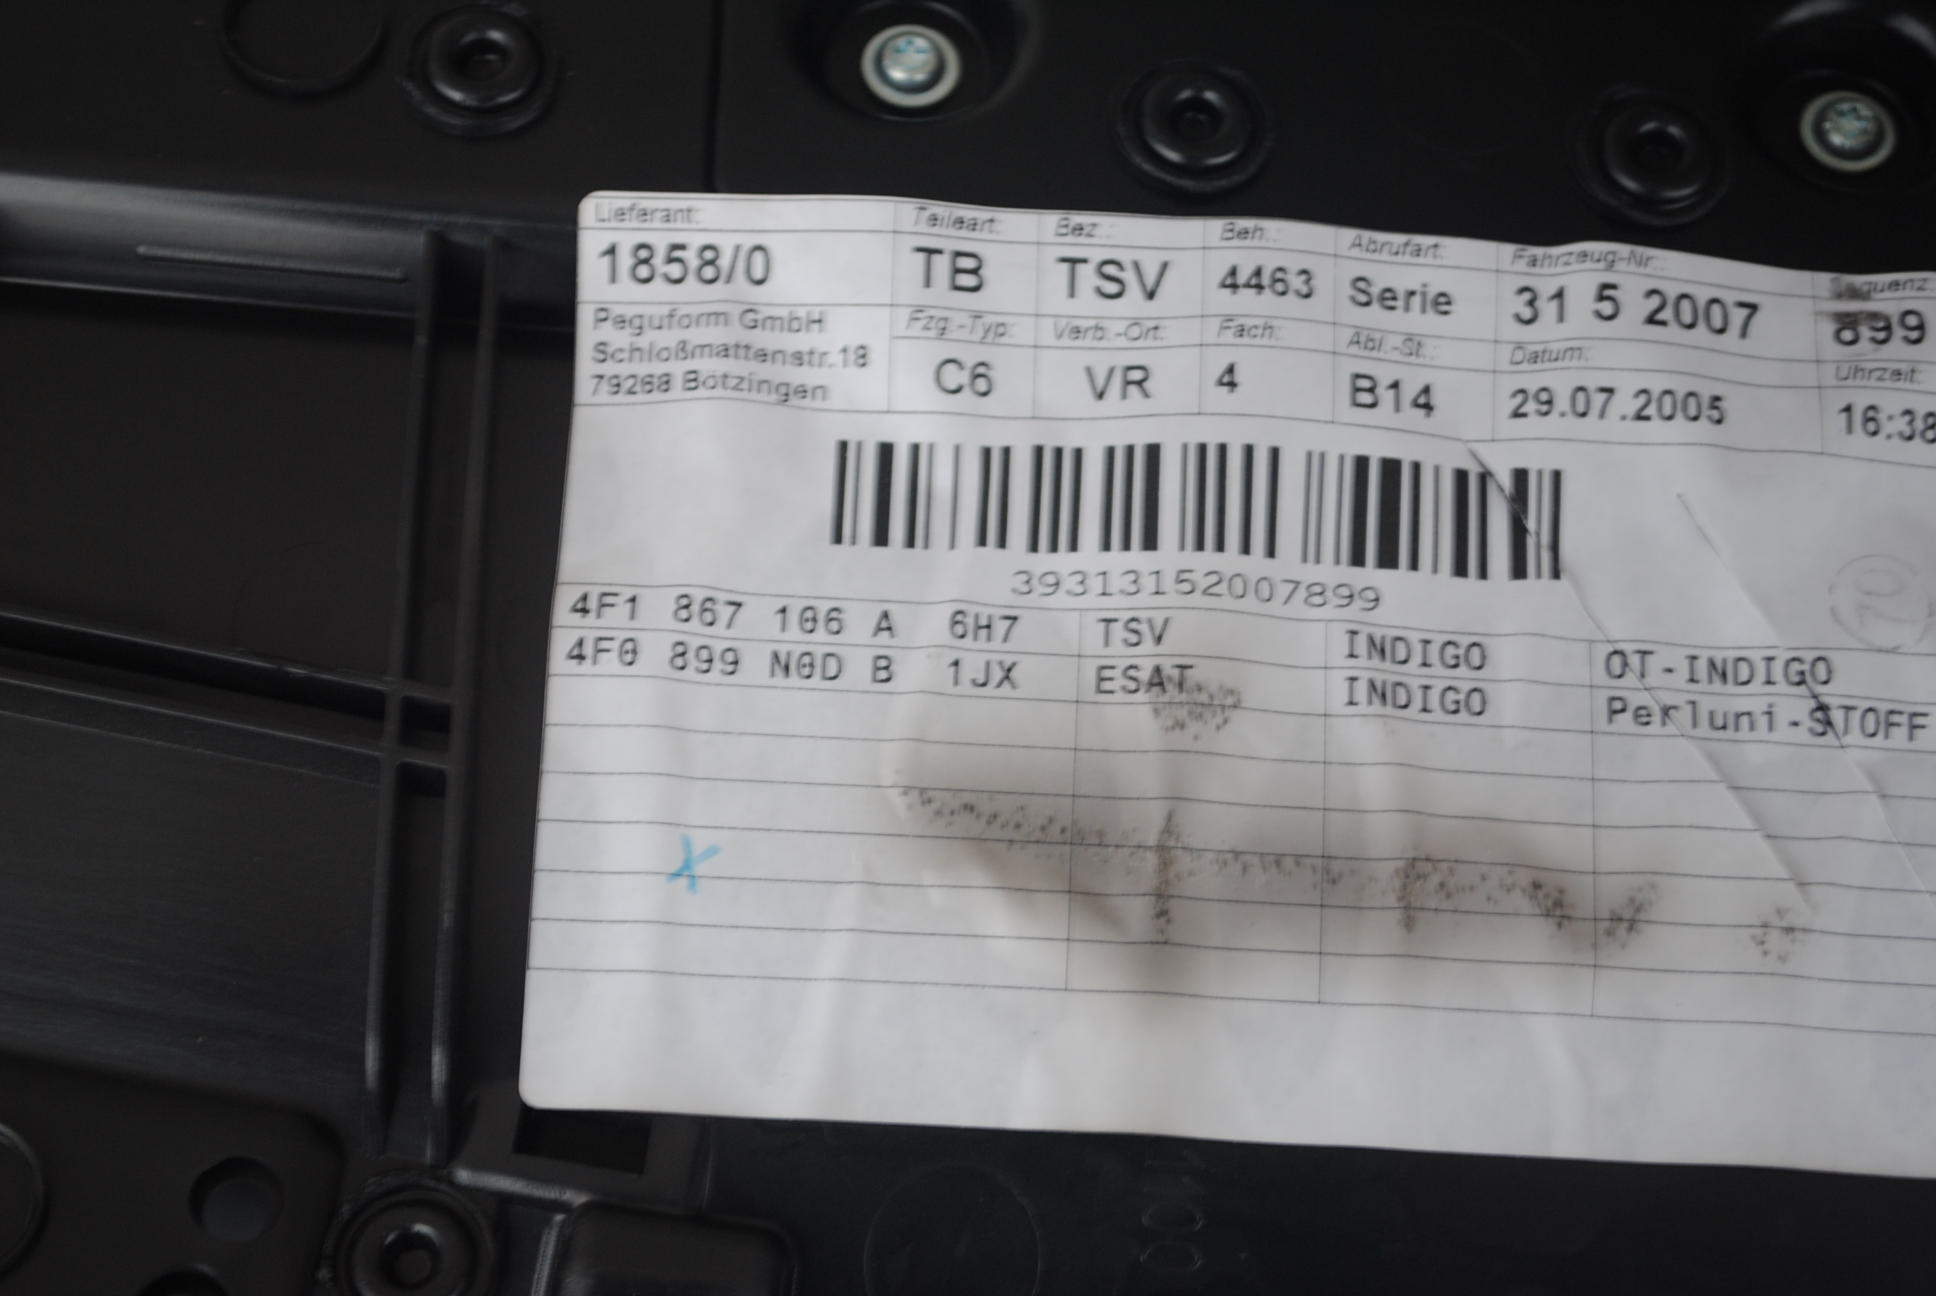 Lieferant: Teileart: Bez.: Beh.: Abrufart: Fahrzeug-Nr.: Sequenz:
1858/0 TB TSV 4463 Serie 31 5 2007 899
Peguform GmbH Fzg.-Typ: Verb.-Ort: Fach: Abl.-St.: Datum: Uhrzeit:
Schloßmattenstr.18
79268 Bötzingen C6 VR 4 B14 29.07.2005 16:38
39313152007899
4F1 867 106 A 6H7 TSV INDIGO OT-INDIGO
4F0 899 N0D B 1JX ESAT INDIGO Perluni-STOFF
X